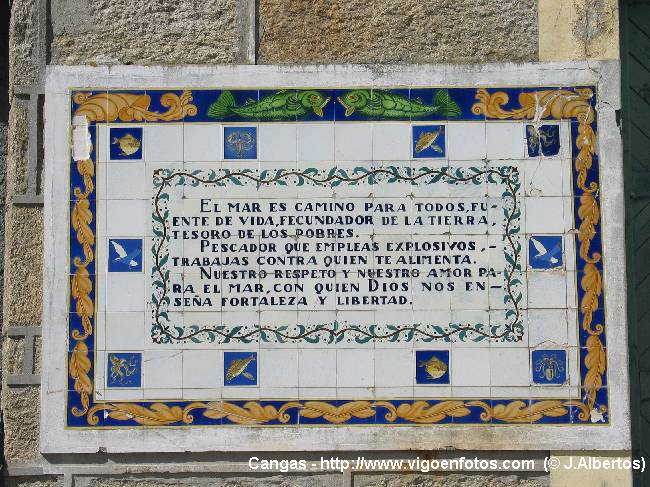 El mar es camino para todos, fu-
ente de vida, fecundador de la tierra,
tesoro de los pobres.
Pescador que empleas explosivos, -
trabajas contra quien te alimenta.
Nuestro respeto y nuestro amor pa
ra el mar, con quien Dios nos en-
seña fortaleza y libertad.
Cangas - http://www.vigoenfotos.com (© J.Albertos)